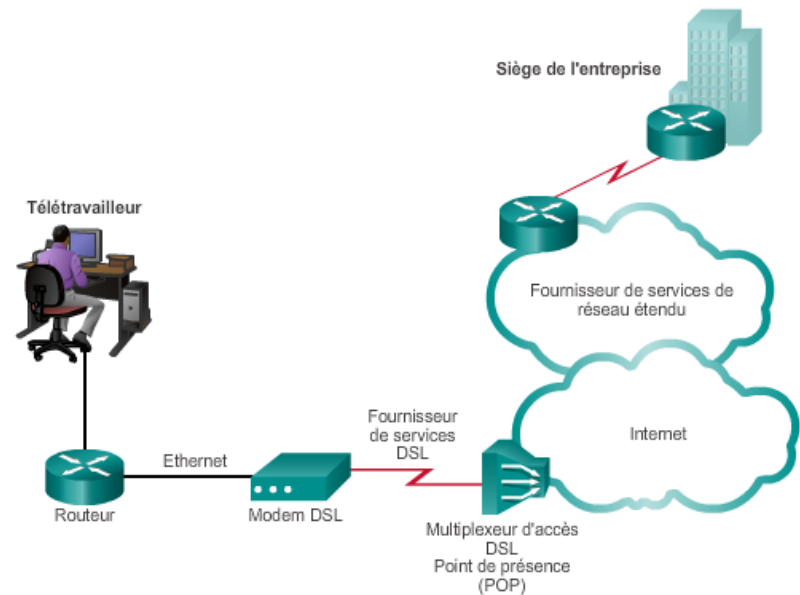 Siège de l'entreprise
Télétravailleur
Fournisseur de services de
réseau étendu
Fournisseur
de services
DSL
Internet
Ethernet
Routeur
Modem DSL
Multiplexeur d'accès
DSL
Point de présence
(POP)